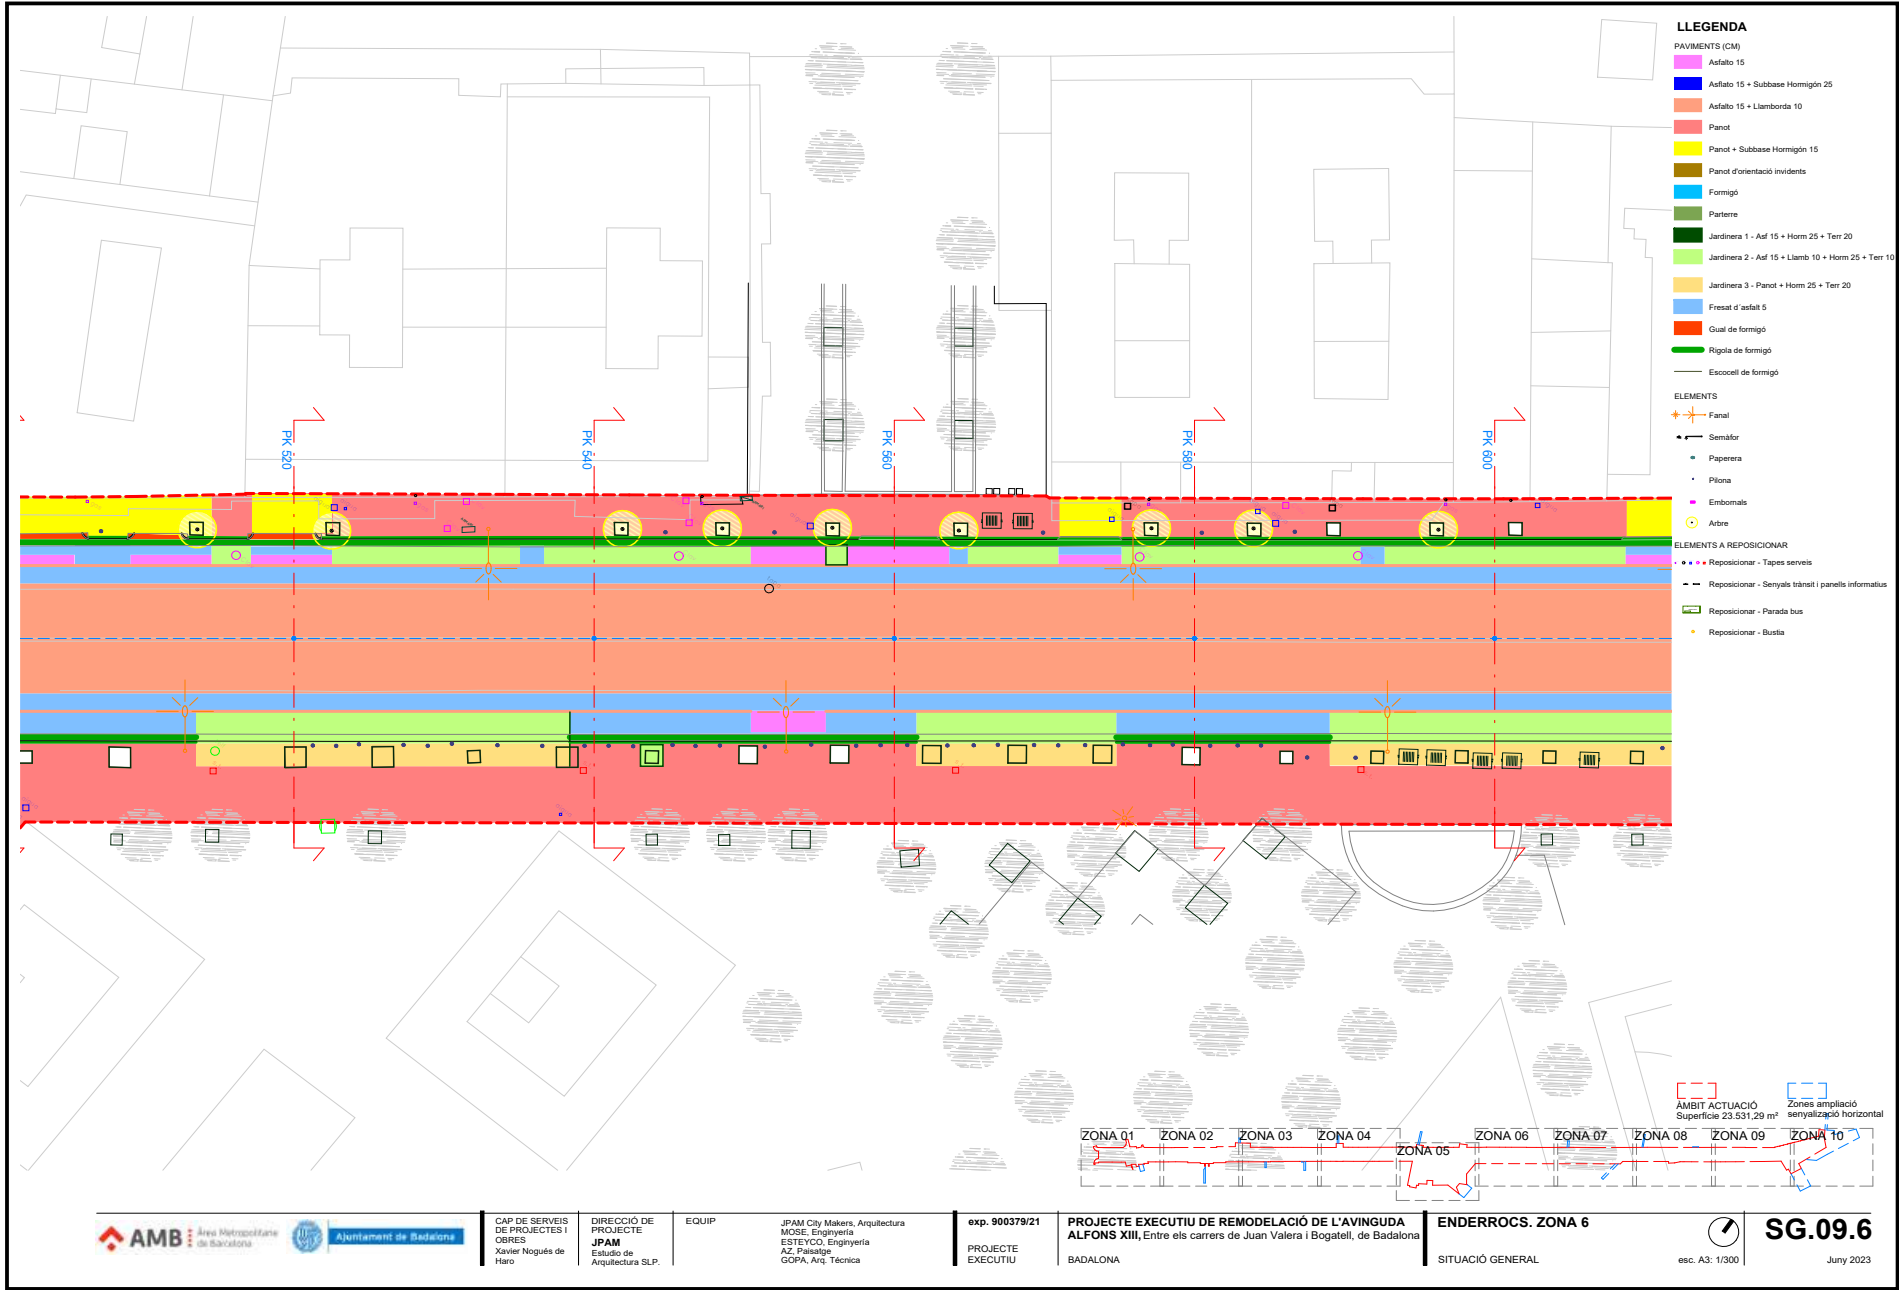 LLEGENDA
PAVIMENTS (CM)
Asfalto 15
Asflato 15 + Subbase Hormigón 25
Asfalto 15 + Llamborda 10
Panot
Panot + Subbase Hormigón 15
Panot d'orientació invidents
Formigó
Parterre
Jardinera 1 - Asf 15 + Horm 25 + Terr 20
Jardinera 2 - Asf 15 + Llamb 10 + Horm 25 + Terr 10
Jardinera 3 - Panot + Horm 25 + Terr 20
Fresat d´asfalt 5
Gual de formigó
Rigola de formigó
Escocell de formigó
ELEMENTS
Fanal
Semàfor
Paperera
Pilona
Embornals
Arbre
ELEMENTS A REPOSICIONAR
Reposicionar - Tapes serveis
Reposicionar - Senyals trànsit i panells informatius
Reposicionar - Parada bus
Reposicionar - Bustia
PK 520
PK 540
PK 560
PK 580
PK 600
ÀMBIT ACTUACIÓ
Superfície 23.531,29 m²
Zones ampliació
senyalizació horizontal
ZONA 01
ZONA 02
ZONA 03
ZONA 04
ZONA 05
ZONA 06
ZONA 07
ZONA 08
ZONA 09
ZONA 10
AMB
Àrea Metropolitana
de Barcelona
Ajuntament de Badalona
CAP DE SERVEIS
DE PROJECTES I
OBRES
Xavier Nogués de
Haro
DIRECCIÓ DE
PROJECTE
JPAM
Estudio de
Arquitectura SLP.
EQUIP
JPAM City Makers, Arquitectura
MOSE, Enginyería
ESTEYCO, Enginyería
AZ, Paisatge
GOPA, Arq. Técnica
exp. 900379/21
PROJECTE
EXECUTIU
PROJECTE EXECUTIU DE REMODELACIÓ DE L'AVINGUDA
ALFONS XIII, Entre els carrers de Juan Valera i Bogatell, de Badalona
BADALONA
ENDERROCS. ZONA 6
SITUACIÓ GENERAL
esc. A3: 1/300
SG.09.6
Juny 2023